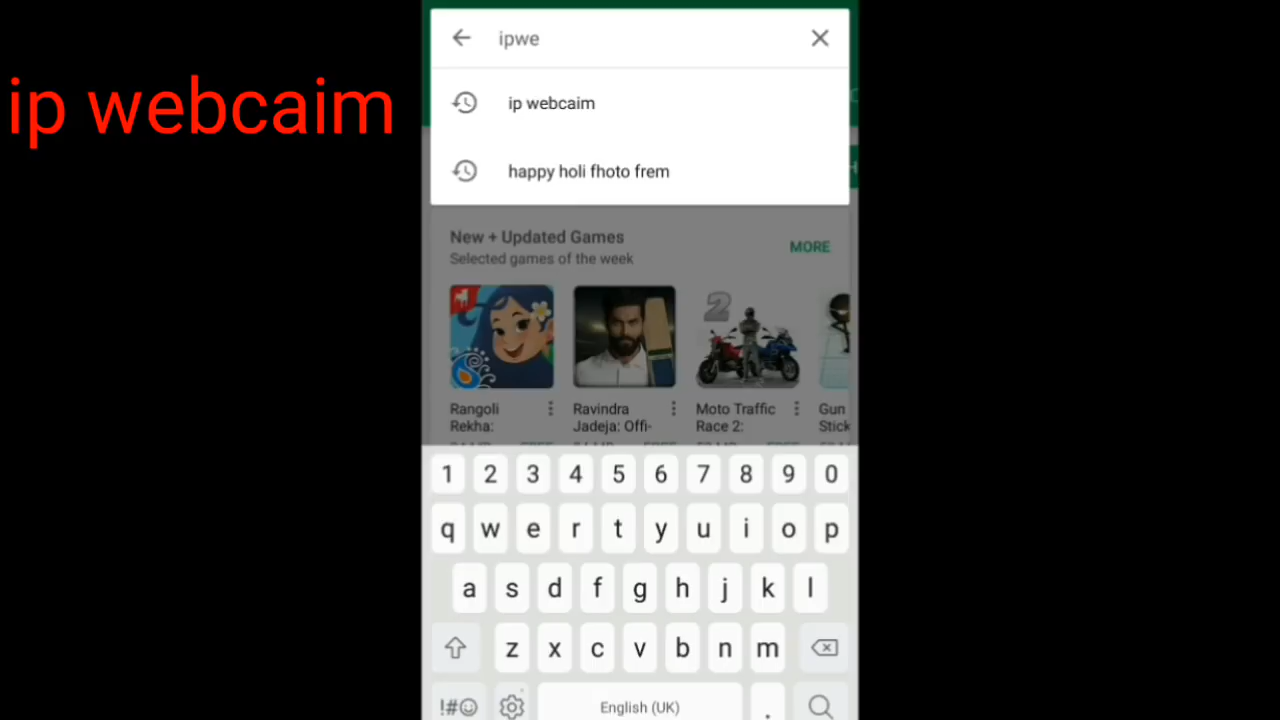 ip webcaim
ipwe
ip webcaim
happy holi fhoto frem
New + Updated Games
MORE
Selected games of the week
2
Rangoli Rekha:
Ravindra Jadeja: Offi-
Moto Traffic Race 2:
Gun Stick
1 2 3 4 5 6 7 8 9 0
q w e r t y u i o p
a s d f g h j k l
z x c v b n m
!#☺ English (UK) .